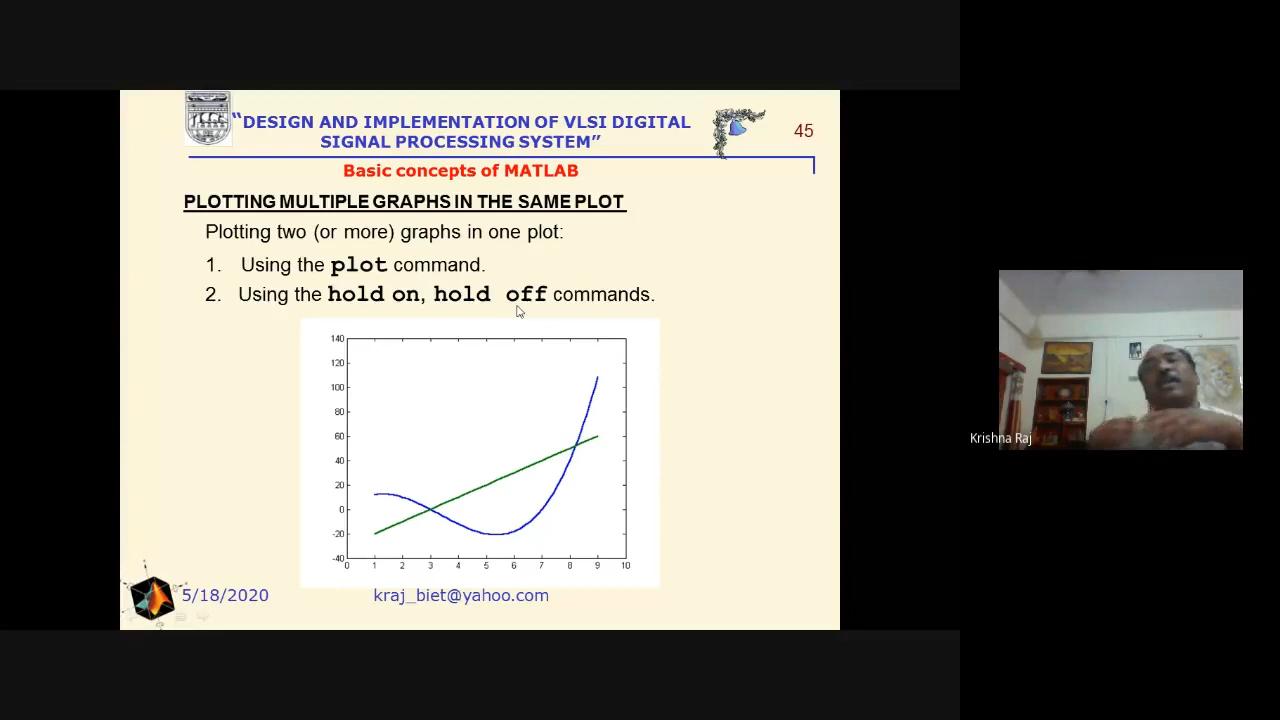 “DESIGN AND IMPLEMENTATION OF VLSI DIGITAL
SIGNAL PROCESSING SYSTEM”
45
Basic concepts of MATLAB
PLOTTING MULTIPLE GRAPHS IN THE SAME PLOT
Plotting two (or more) graphs in one plot:
1. Using the plot command.
2. Using the hold on, hold off commands.
140
120
100
80
60
40
20
0
-20
-40
0 1 2 3 4 5 6 7 8 9 10
5/18/2020
kraj_biet@yahoo.com
Krishna Raj